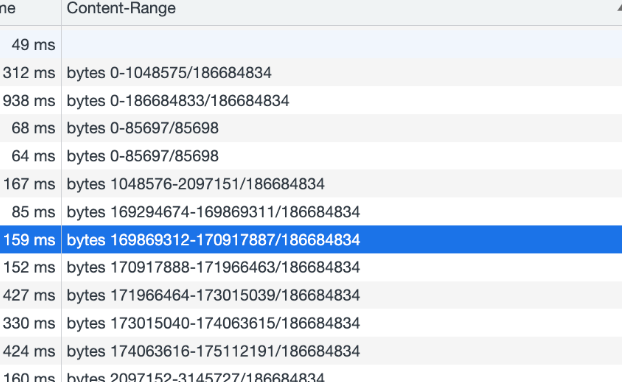 me Content-Range
49 ms
312 ms bytes 0-1048575/186684834
938 ms bytes 0-186684833/186684834
68 ms bytes 0-85697/85698
64 ms bytes 0-85697/85698
167 ms bytes 1048576-2097151/186684834
85 ms bytes 169294674-169869311/186684834
159 ms bytes 169869312-170917887/186684834
152 ms bytes 170917888-171966463/186684834
427 ms bytes 171966464-173015039/186684834
330 ms bytes 173015040-174063615/186684834
424 ms bytes 174063616-175112191/186684834
160 ms bytes 2097152-3145727/186684834